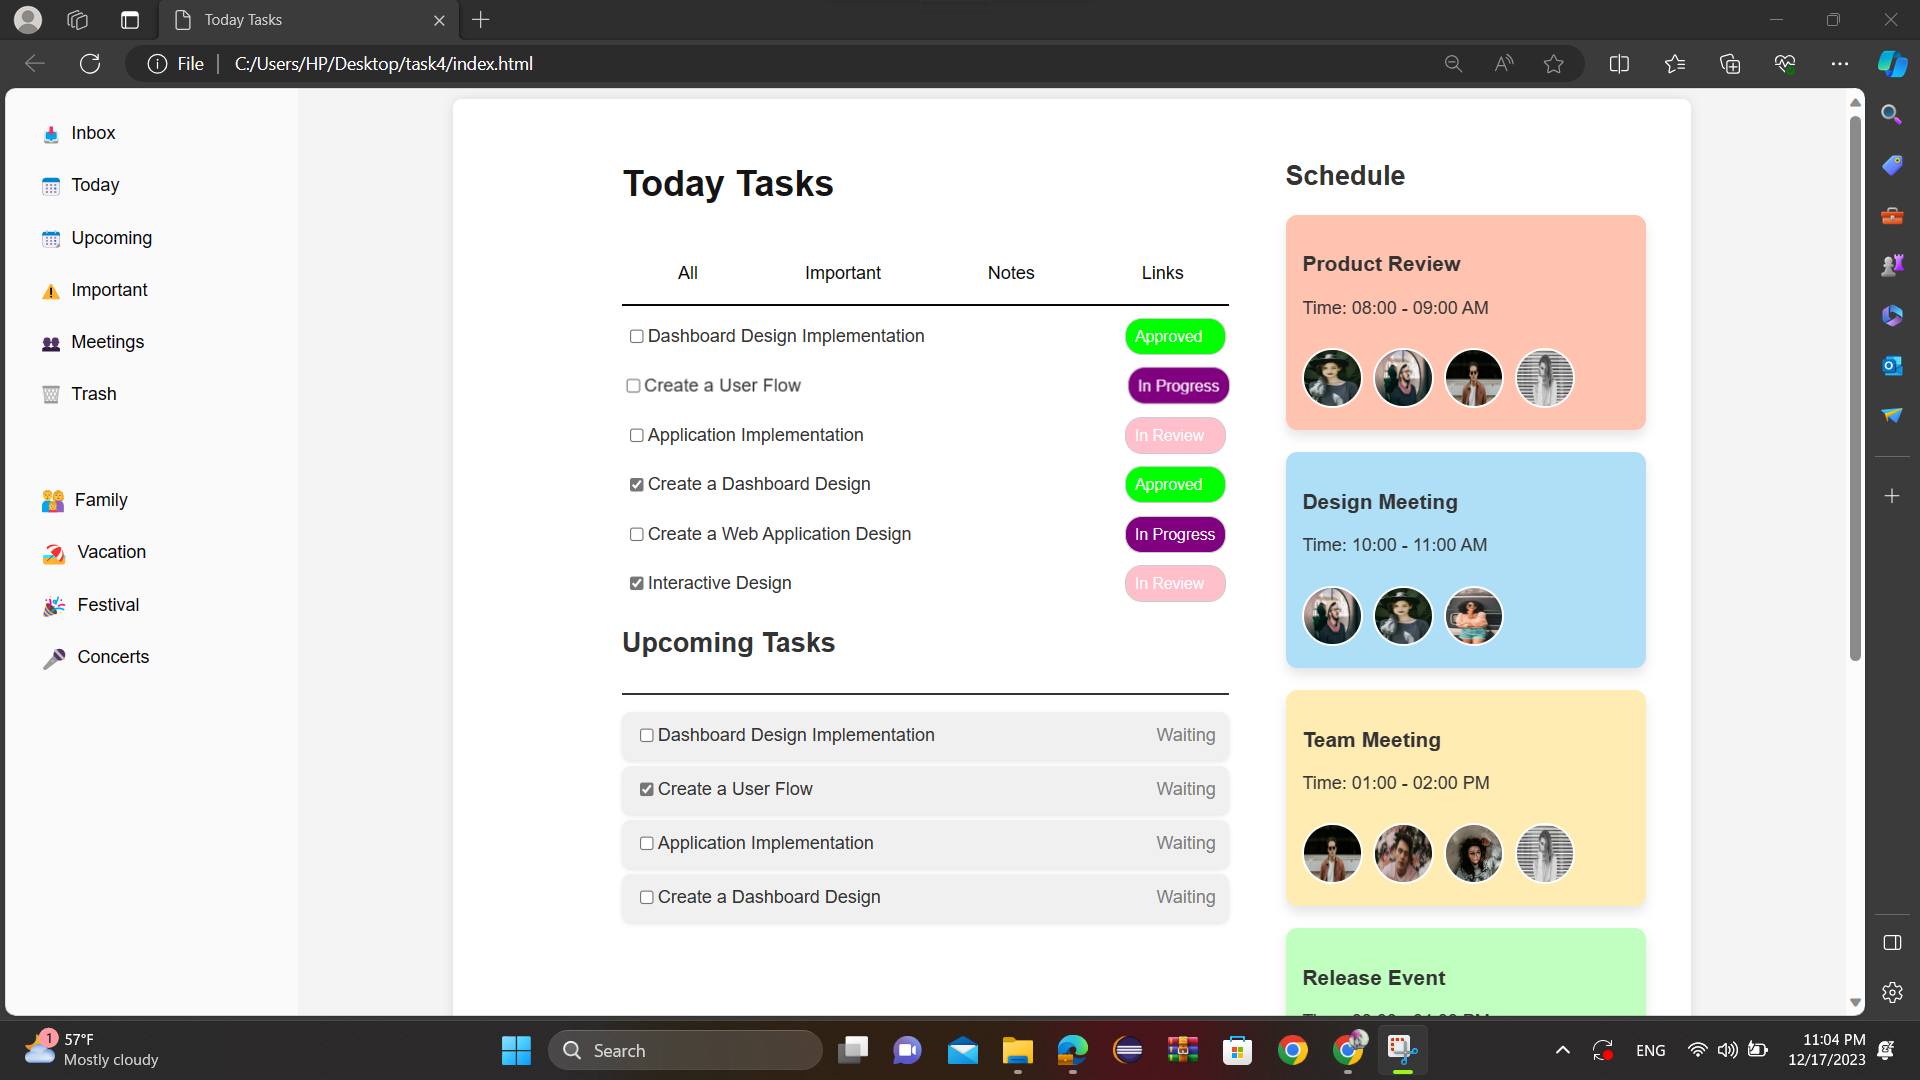 Today Tasks
File
C:/Users/HP/Desktop/task4/index.html
Inbox
Today
Upcoming
Important
Meetings
Trash
Family
Vacation
Festival
Concerts
Today Tasks
All Important Notes Links
Dashboard Design Implementation Approved
Create a User Flow In Progress
Application Implementation In Review
Create a Dashboard Design Approved
Create a Web Application Design In Progress
Interactive Design In Review
Upcoming Tasks
Dashboard Design Implementation Waiting
Create a User Flow Waiting
Application Implementation Waiting
Create a Dashboard Design Waiting
Schedule
Product Review
Time: 08:00 - 09:00 AM
Design Meeting
Time: 10:00 - 11:00 AM
Team Meeting
Time: 01:00 - 02:00 PM
Release Event
1
57°F
Mostly cloudy
Search
ENG
11:04 PM
12/17/2023